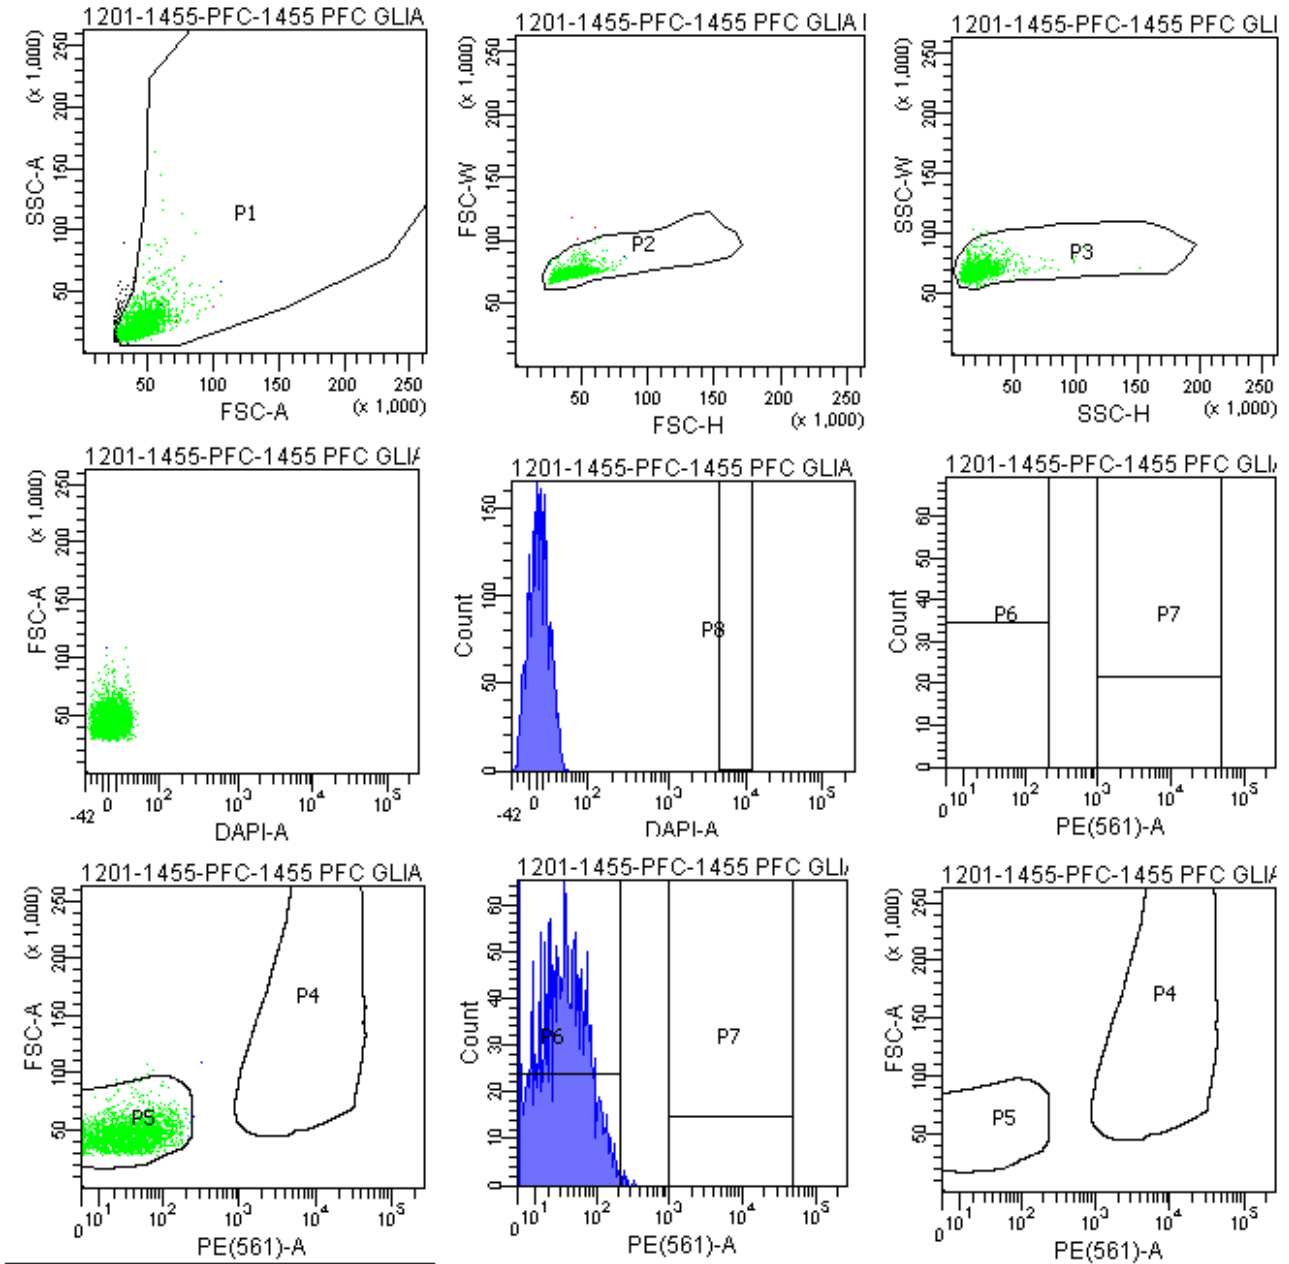 1201-1455-PFC-1455 PFC GLIA
(x 1,000)
SSC-A
250
200
150
100
50
P1
50 100 150 200 250
FSC-A
(x 1,000)
1201-1455-PFC-1455 PFC GLIA
(x 1,000)
FSC-W
250
200
150
100
50
P2
50 100 150 200 250
FSC-H
(x 1,000)
1201-1455-PFC-1455 PFC GLI
(x 1,000)
SSC-W
250
200
150
100
50
P3
50 100 150 200 250
SSC-H
(x 1,000)
1201-1455-PFC-1455 PFC GLIA
(x 1,000)
FSC-A
250
200
150
100
50
-42 0 10² 10³ 10⁴ 10⁵
DAPI-A
1201-1455-PFC-1455 PFC GLIA
Count
150
100
50
0
P8
-42 0 10² 10³ 10⁴ 10⁵
DAPI-A
1201-1455-PFC-1455 PFC GLI
Count
60
50
40
30
20
10
0
P6
P7
0 10¹ 10² 10³ 10⁴ 10⁵
PE(561)-A
1201-1455-PFC-1455 PFC GLIA
(x 1,000)
FSC-A
250
200
150
100
50
P4
P5
0 10¹ 10² 10³ 10⁴ 10⁵
PE(561)-A
1201-1455-PFC-1455 PFC GLI
Count
60
50
40
30
20
10
0
P6
P7
0 10¹ 10² 10³ 10⁴ 10⁵
PE(561)-A
1201-1455-PFC-1455 PFC GLI
(x 1,000)
FSC-A
250
200
150
100
50
P4
P5
0 10¹ 10² 10³ 10⁴ 10⁵
PE(561)-A